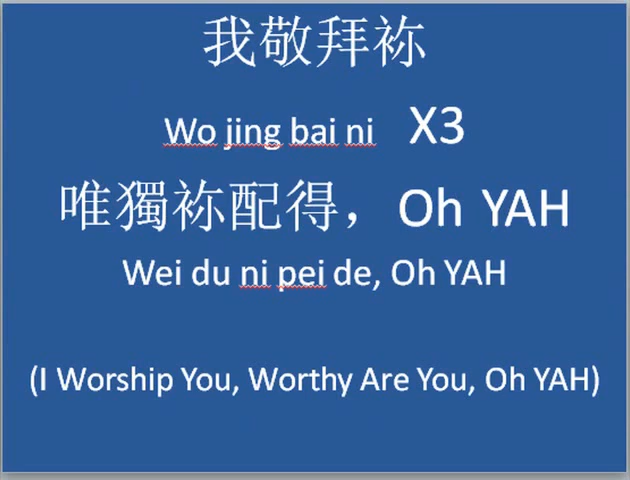 我敬拜祢
Wo jing bai ni X3
唯獨祢配得，Oh YAH
Wei du ni pei de, Oh YAH
(I Worship You, Worthy Are You, Oh YAH)